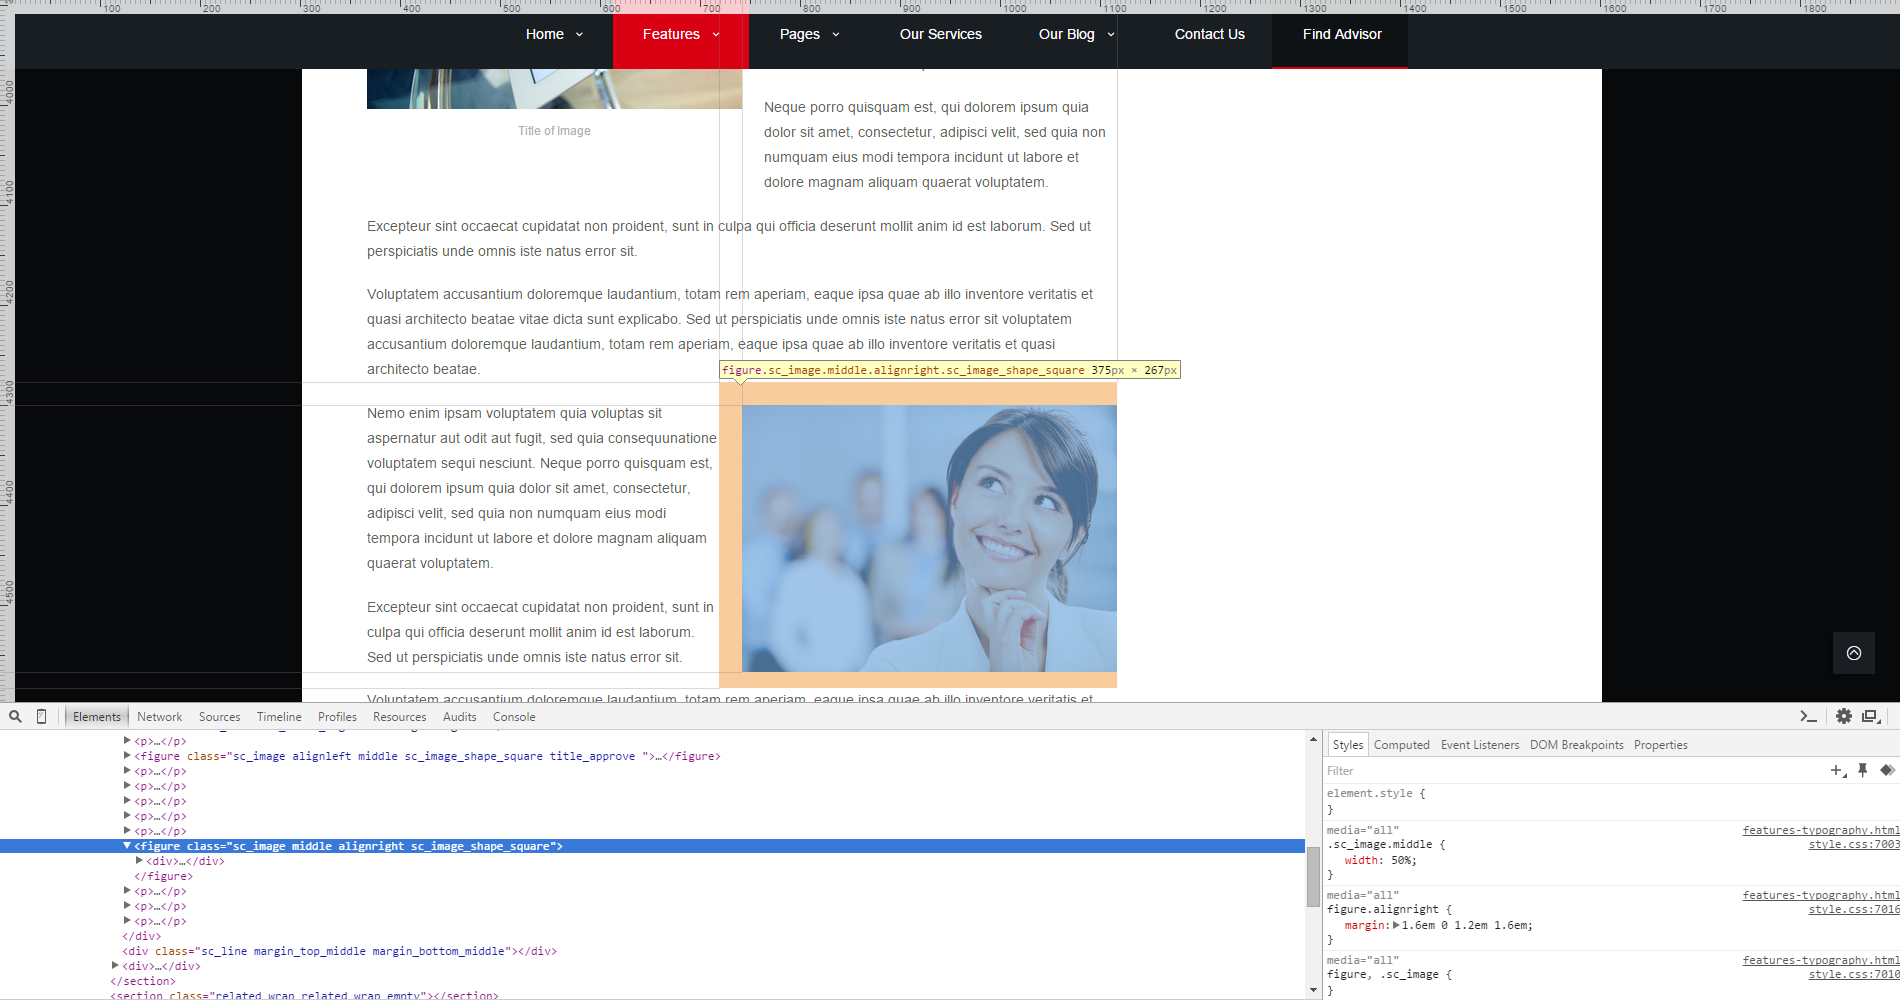 100 200 300 400 500 600 700 800 900 1000 1100 1200 1300 1400 1500 1600 1700 1800
Home Features Pages Our Services Our Blog Contact Us Find Advisor
4000
4100
4200
4300
4400
4500
Title of Image
Neque porro quisquam est, qui dolorem ipsum quia
dolor sit amet, consectetur, adipisci velit, sed quia non
numquam eius modi tempora incidunt ut labore et
dolore magnam aliquam quaerat voluptatem.
Excepteur sint occaecat cupidatat non proident, sunt in culpa qui officia deserunt mollit anim id est laborum. Sed ut
perspiciatis unde omnis iste natus error sit.
Voluptatem accusantium doloremque laudantium, totam rem aperiam, eaque ipsa quae ab illo inventore veritatis et
quasi architecto beatae vitae dicta sunt explicabo. Sed ut perspiciatis unde omnis iste natus error sit voluptatem
accusantium doloremque laudantium, totam rem aperiam, eaque ipsa quae ab illo inventore veritatis et quasi
architecto beatae.
figure.sc_image.middle.alignright.sc_image_shape_square 375px × 267px
Nemo enim ipsam voluptatem quia voluptas sit
aspernatur aut odit aut fugit, sed quia consequunatione
voluptatem sequi nesciunt. Neque porro quisquam est,
qui dolorem ipsum quia dolor sit amet, consectetur,
adipisci velit, sed quia non numquam eius modi
tempora incidunt ut labore et dolore magnam aliquam
quaerat voluptatem.
Excepteur sint occaecat cupidatat non proident, sunt in
culpa qui officia deserunt mollit anim id est laborum.
Sed ut perspiciatis unde omnis iste natus error sit.
Voluptatem accusantium doloremque laudantium, totam rem aperiam, eaque ipsa quae ab illo inventore veritatis et
Elements Network Sources Timeline Profiles Resources Audits Console
<p>…</p>
<figure class="sc_image alignleft middle sc_image_shape_square title_approve ">…</figure>
<p>…</p>
<p>…</p>
<p>…</p>
<p>…</p>
<p>…</p>
<figure class="sc_image middle alignright sc_image_shape_square">
<div>…</div>
</figure>
<p>…</p>
<p>…</p>
<p>…</p>
</div>
<div class="sc_line margin_top_middle margin_bottom_middle"></div>
<div>…</div>
</section>
<section class="related_wrap related_wrap_empty"></section>
Styles Computed Event Listeners DOM Breakpoints Properties
Filter
element.style {
}
media="all" features-typography.html
.sc_image.middle { style.css:7003
width: 50%;
}
media="all" features-typography.html
figure.alignright { style.css:7016
margin: 1.6em 0 1.2em 1.6em;
}
media="all" features-typography.html
figure, .sc_image { style.css:7010
}